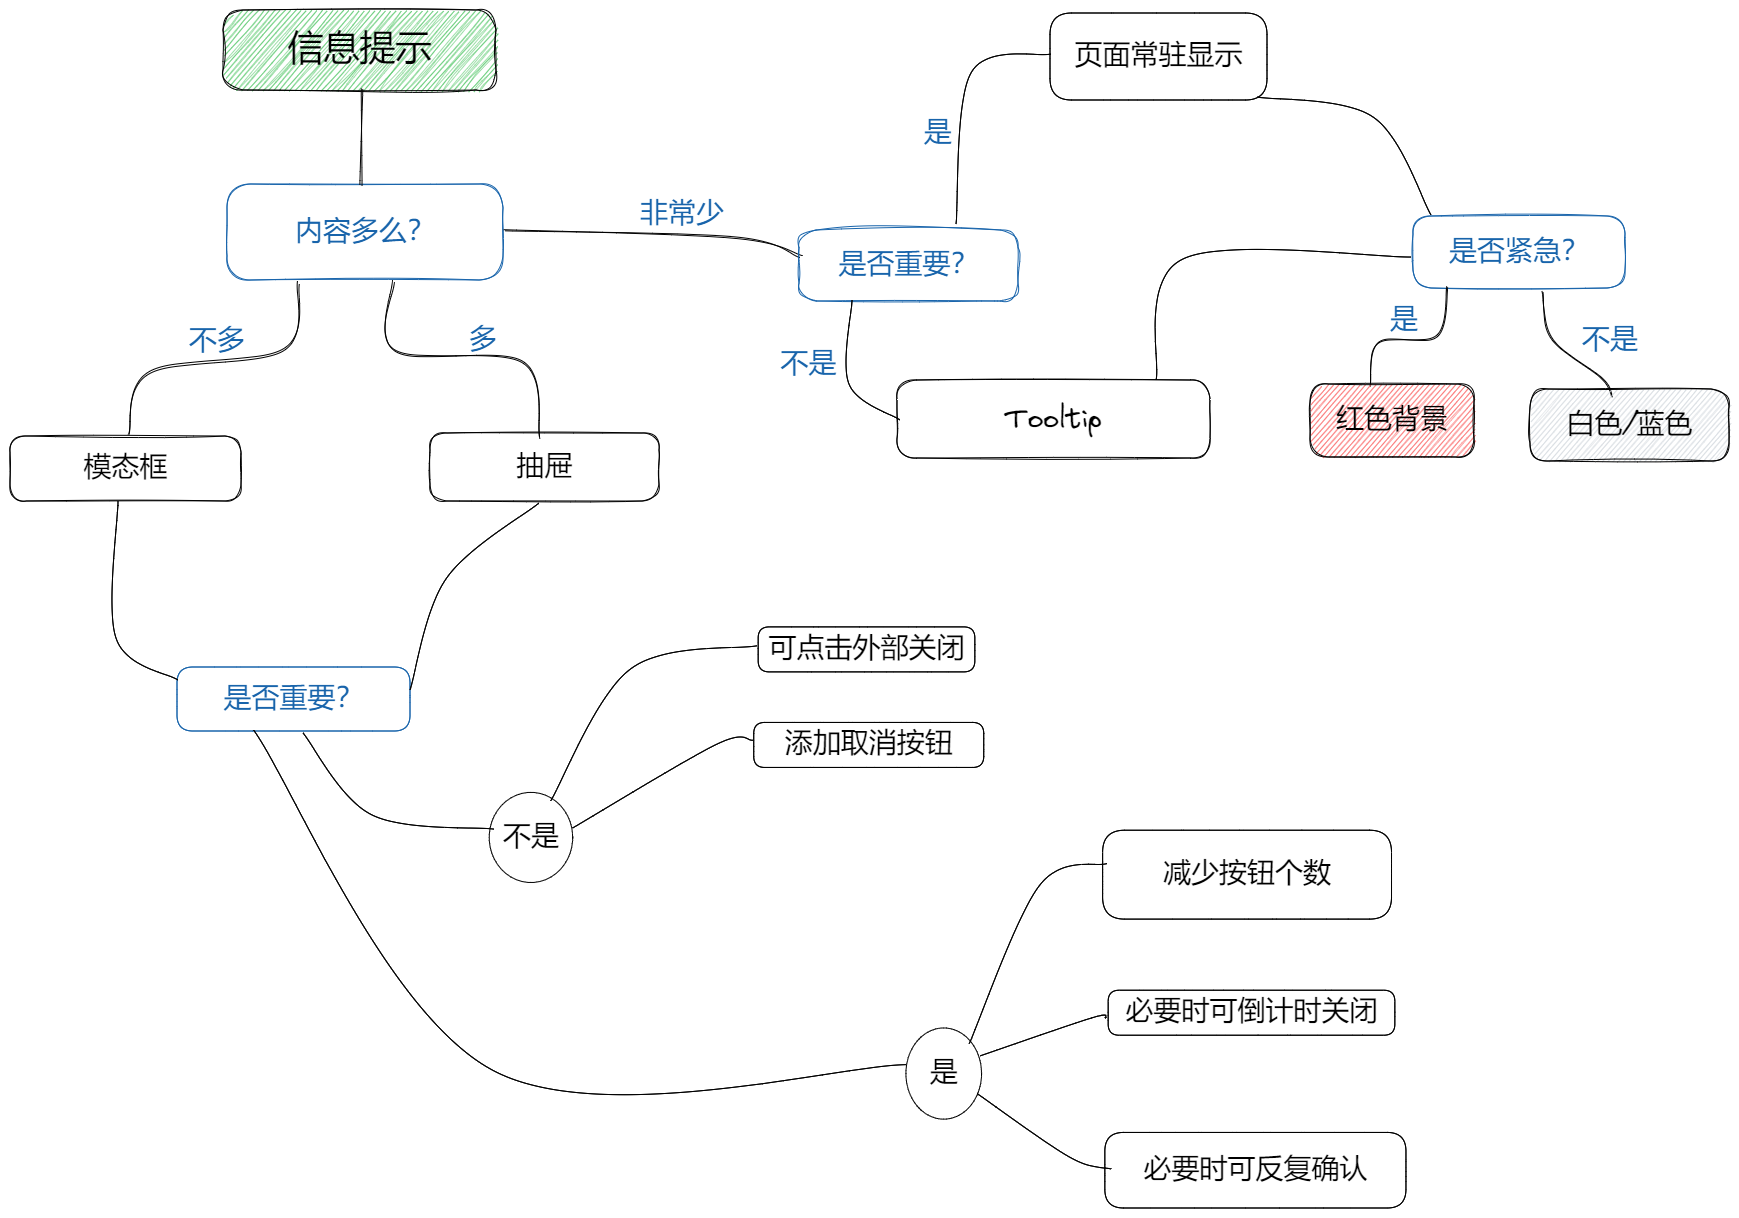 信息提示
页面常驻显示
是
内容多么？
非常少
是否重要？
是否紧急？
不多
多
不是
是
不是
Tooltip
红色背景
白色/蓝色
模态框
抽屉
可点击外部关闭
是否重要？
添加取消按钮
不是
减少按钮个数
必要时可倒计时关闭
是
必要时可反复确认